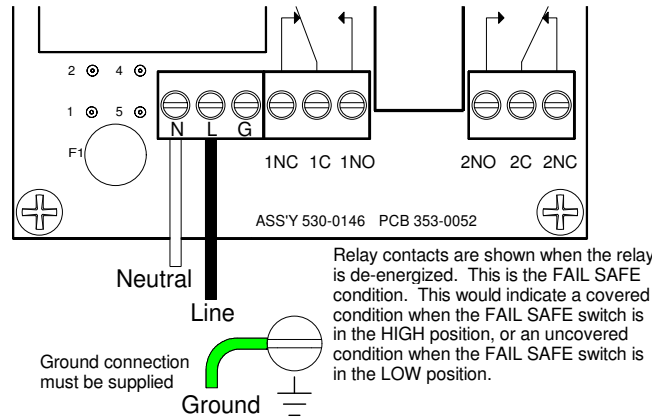 2 4
1 5
F1
N L G
1NC 1C 1NO
2NO 2C 2NC
ASS'Y 530-0146 PCB 353-0052
Neutral
Line
Relay contacts are shown when the relay
is de-energized. This is the FAIL SAFE
condition. This would indicate a covered
condition when the FAIL SAFE switch is
in the HIGH position, or an uncovered
condition when the FAIL SAFE switch is
in the LOW position.
Ground connection
must be supplied
Ground